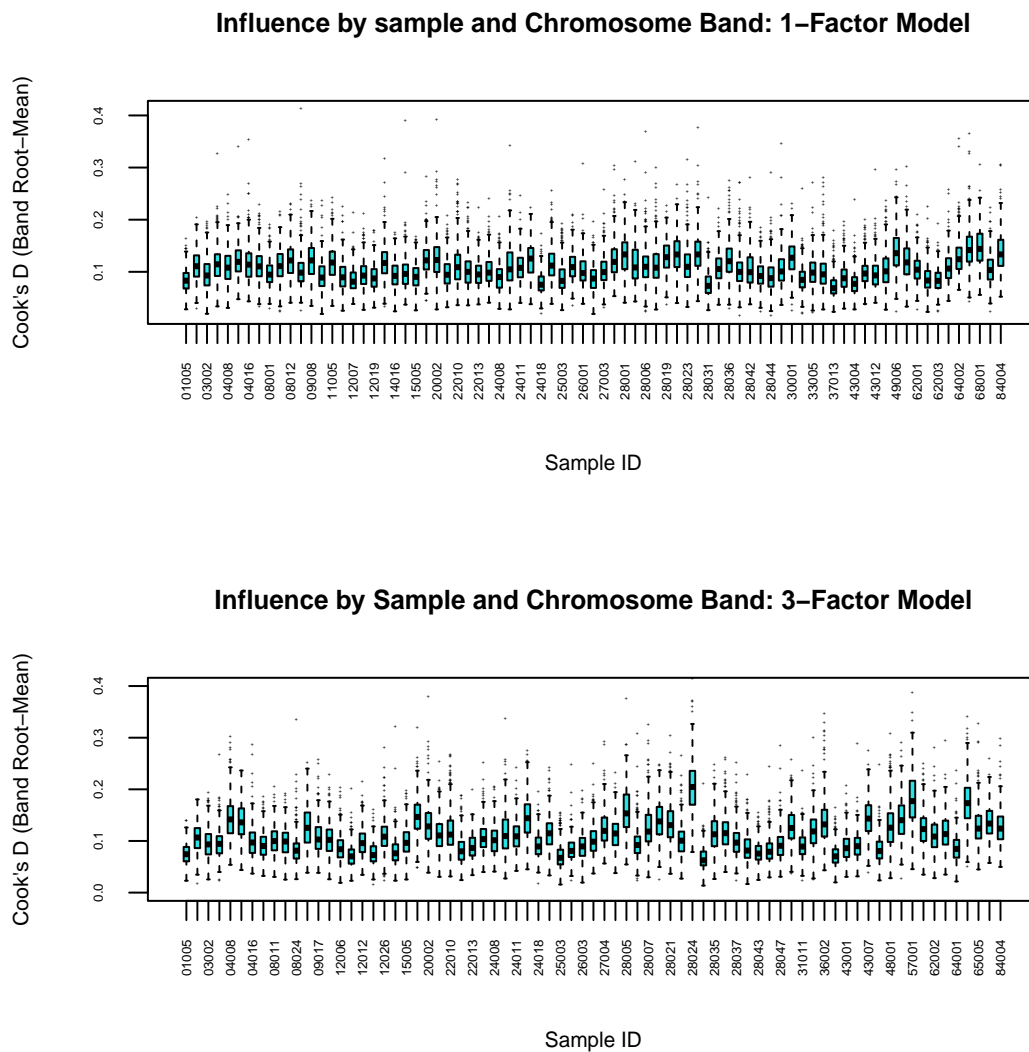 Influence by sample and Chromosome Band: 1−Factor Model
Cook's D (Band Root−Mean)
0.4
0.3
0.2
0.1
01005 03002 04008 04016 08001 08012 09008 11005 12007 12019 14016 15005 20002 22010 22013 24008 24011 24018 25003 26001 27003 28001 28006 28019 28023 28031 28036 28042 28044 30001 33005 37013 43004 43012 49006 62001 62003 64002 68001 84004
Sample ID
Influence by Sample and Chromosome Band: 3−Factor Model
Cook's D (Band Root−Mean)
0.4
0.3
0.2
0.1
0.0
01005 03002 04008 04016 08011 08024 09017 12006 12012 12026 15005 20002 22010 22013 24008 24011 24018 25003 26003 27004 28005 28007 28021 28024 28035 28037 28043 28047 31011 36002 43001 43007 48001 57001 62002 64001 65005 84004
Sample ID